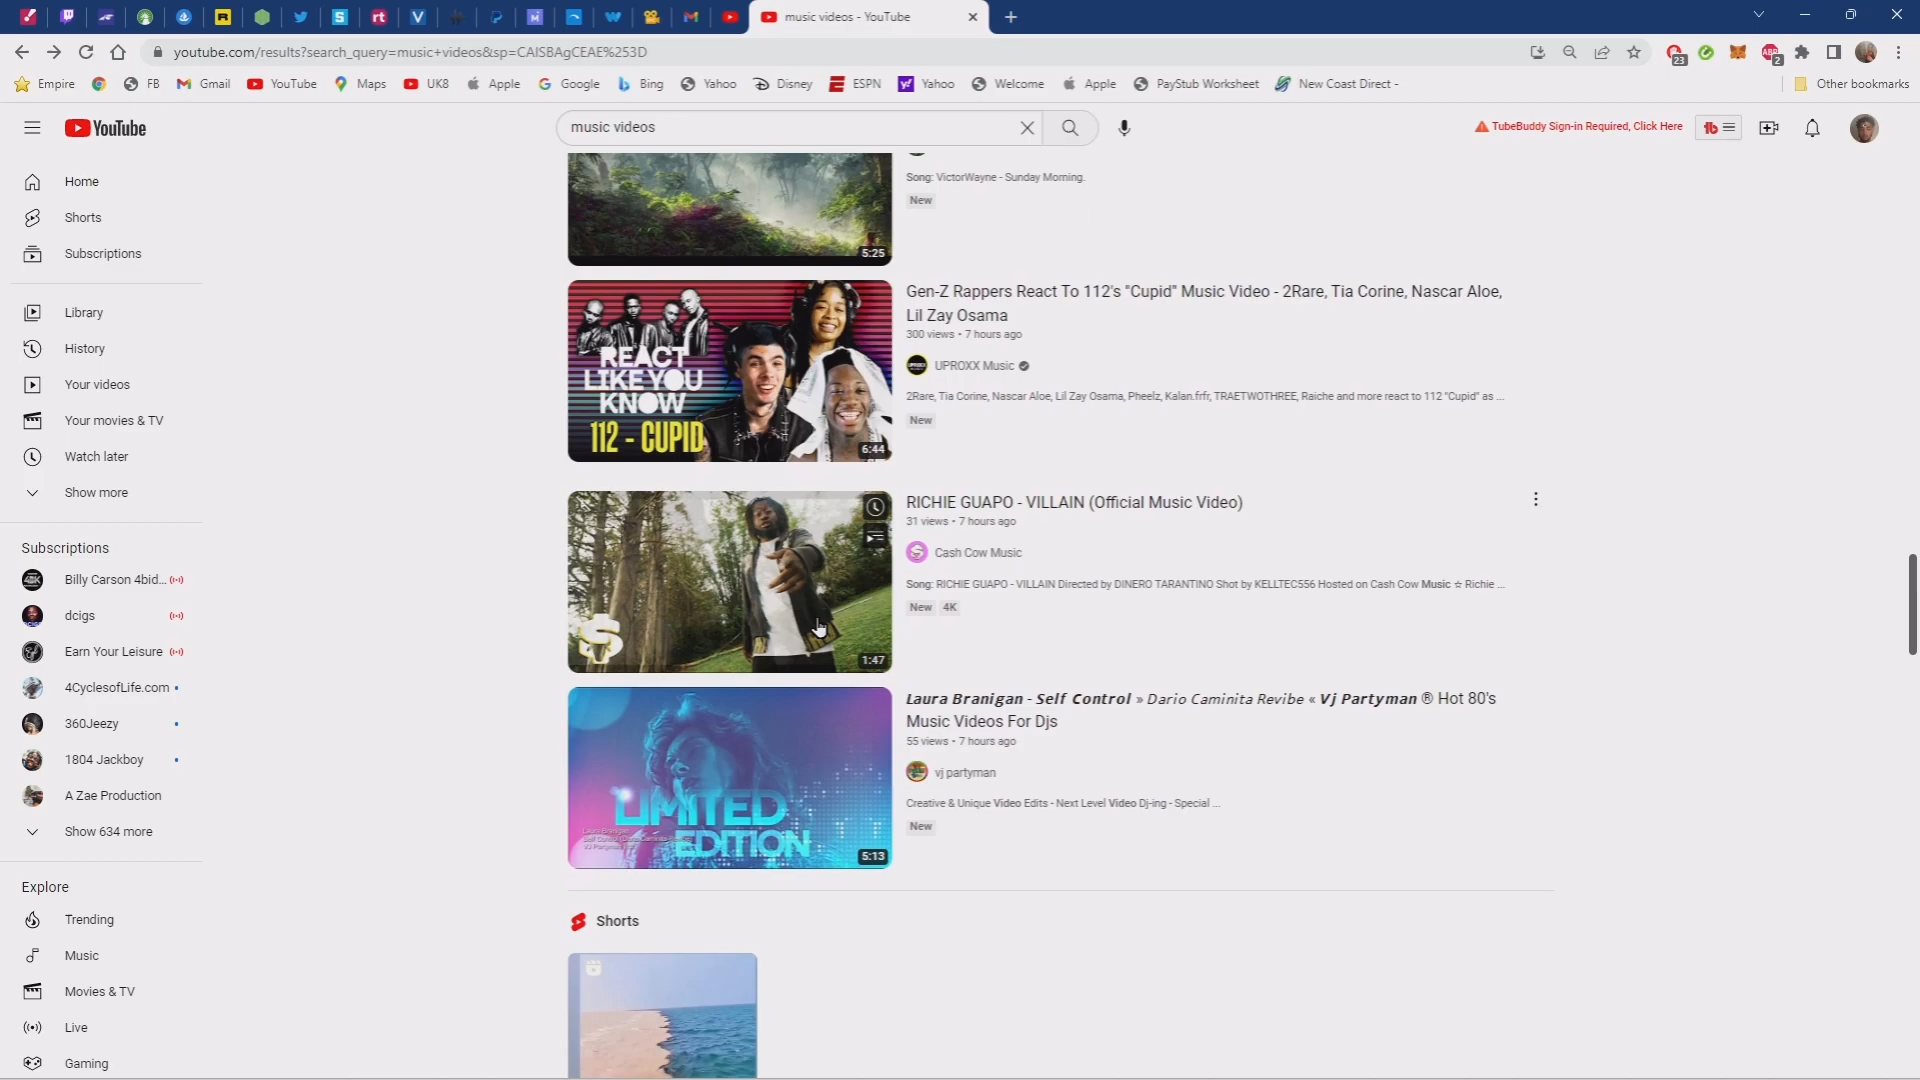 music videos - YouTube
youtube.com/results?search_query=music+videos&sp=CAISBAgCEAE%253D
23
ABP
2
Empire
FB
Gmail
YouTube
Maps
UK8
Apple
Google
Bing
Yahoo
Disney
ESPN
Yahoo
Welcome
Apple
PayStub Worksheet
New Coast Direct -
Other bookmarks
YouTube
music videos
TubeBuddy Sign-in Required, Click Here
tb
Home
Shorts
Subscriptions
Library
History
Your videos
Your movies & TV
Watch later
Show more
Subscriptions
Billy Carson 4bid...
dcigs
Earn Your Leisure
4CyclesofLife.com
360Jeezy
1804 Jackboy
A Zae Production
Show 634 more
Explore
Trending
Music
Movies & TV
Live
Gaming
5:25
Song: VictorWayne - Sunday Morning.
New
REACT
LIKE YOU
KNOW
112 - CUPID
6:44
Gen-Z Rappers React To 112's "Cupid" Music Video - 2Rare, Tia Corine, Nascar Aloe,
Lil Zay Osama
300 views • 7 hours ago
UPROXX Music
2Rare, Tia Corine, Nascar Aloe, Lil Zay Osama, Pheelz, Kalan.frfr, TRAETWOTHREE, Raiche and more react to 112 "Cupid" as ...
New
1:47
RICHIE GUAPO - VILLAIN (Official Music Video)
31 views • 7 hours ago
Cash Cow Music
Song: RICHIE GUAPO - VILLAIN Directed by DINERO TARANTINO Shot by KELLTEC556 Hosted on Cash Cow Music ☆ Richie ...
New 4K
LIMITED
EDITION
5:13
Laura Branigan - Self Control » Dario Caminita Revibe « Vj Partyman ® Hot 80's
Music Videos For Djs
55 views • 7 hours ago
vj partyman
Creative & Unique Video Edits - Next Level Video Dj-ing - Special ...
New
Shorts